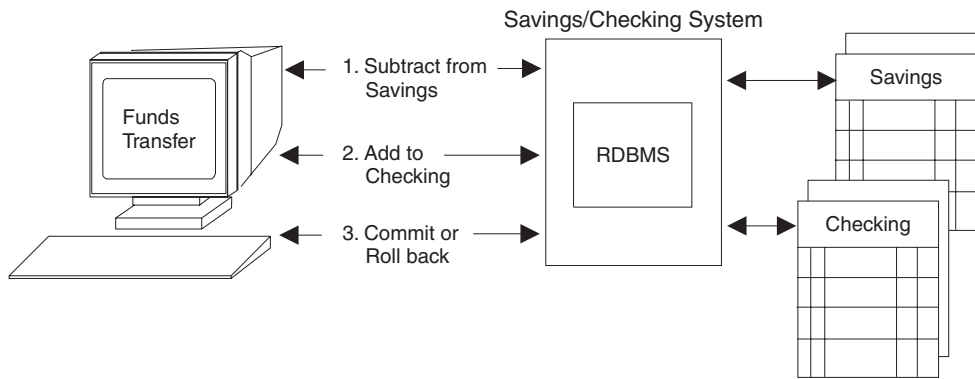 Savings/Checking System
Funds
Transfer
1. Subtract from
Savings
2. Add to
Checking
3. Commit or
Roll back
RDBMS
Savings
Checking